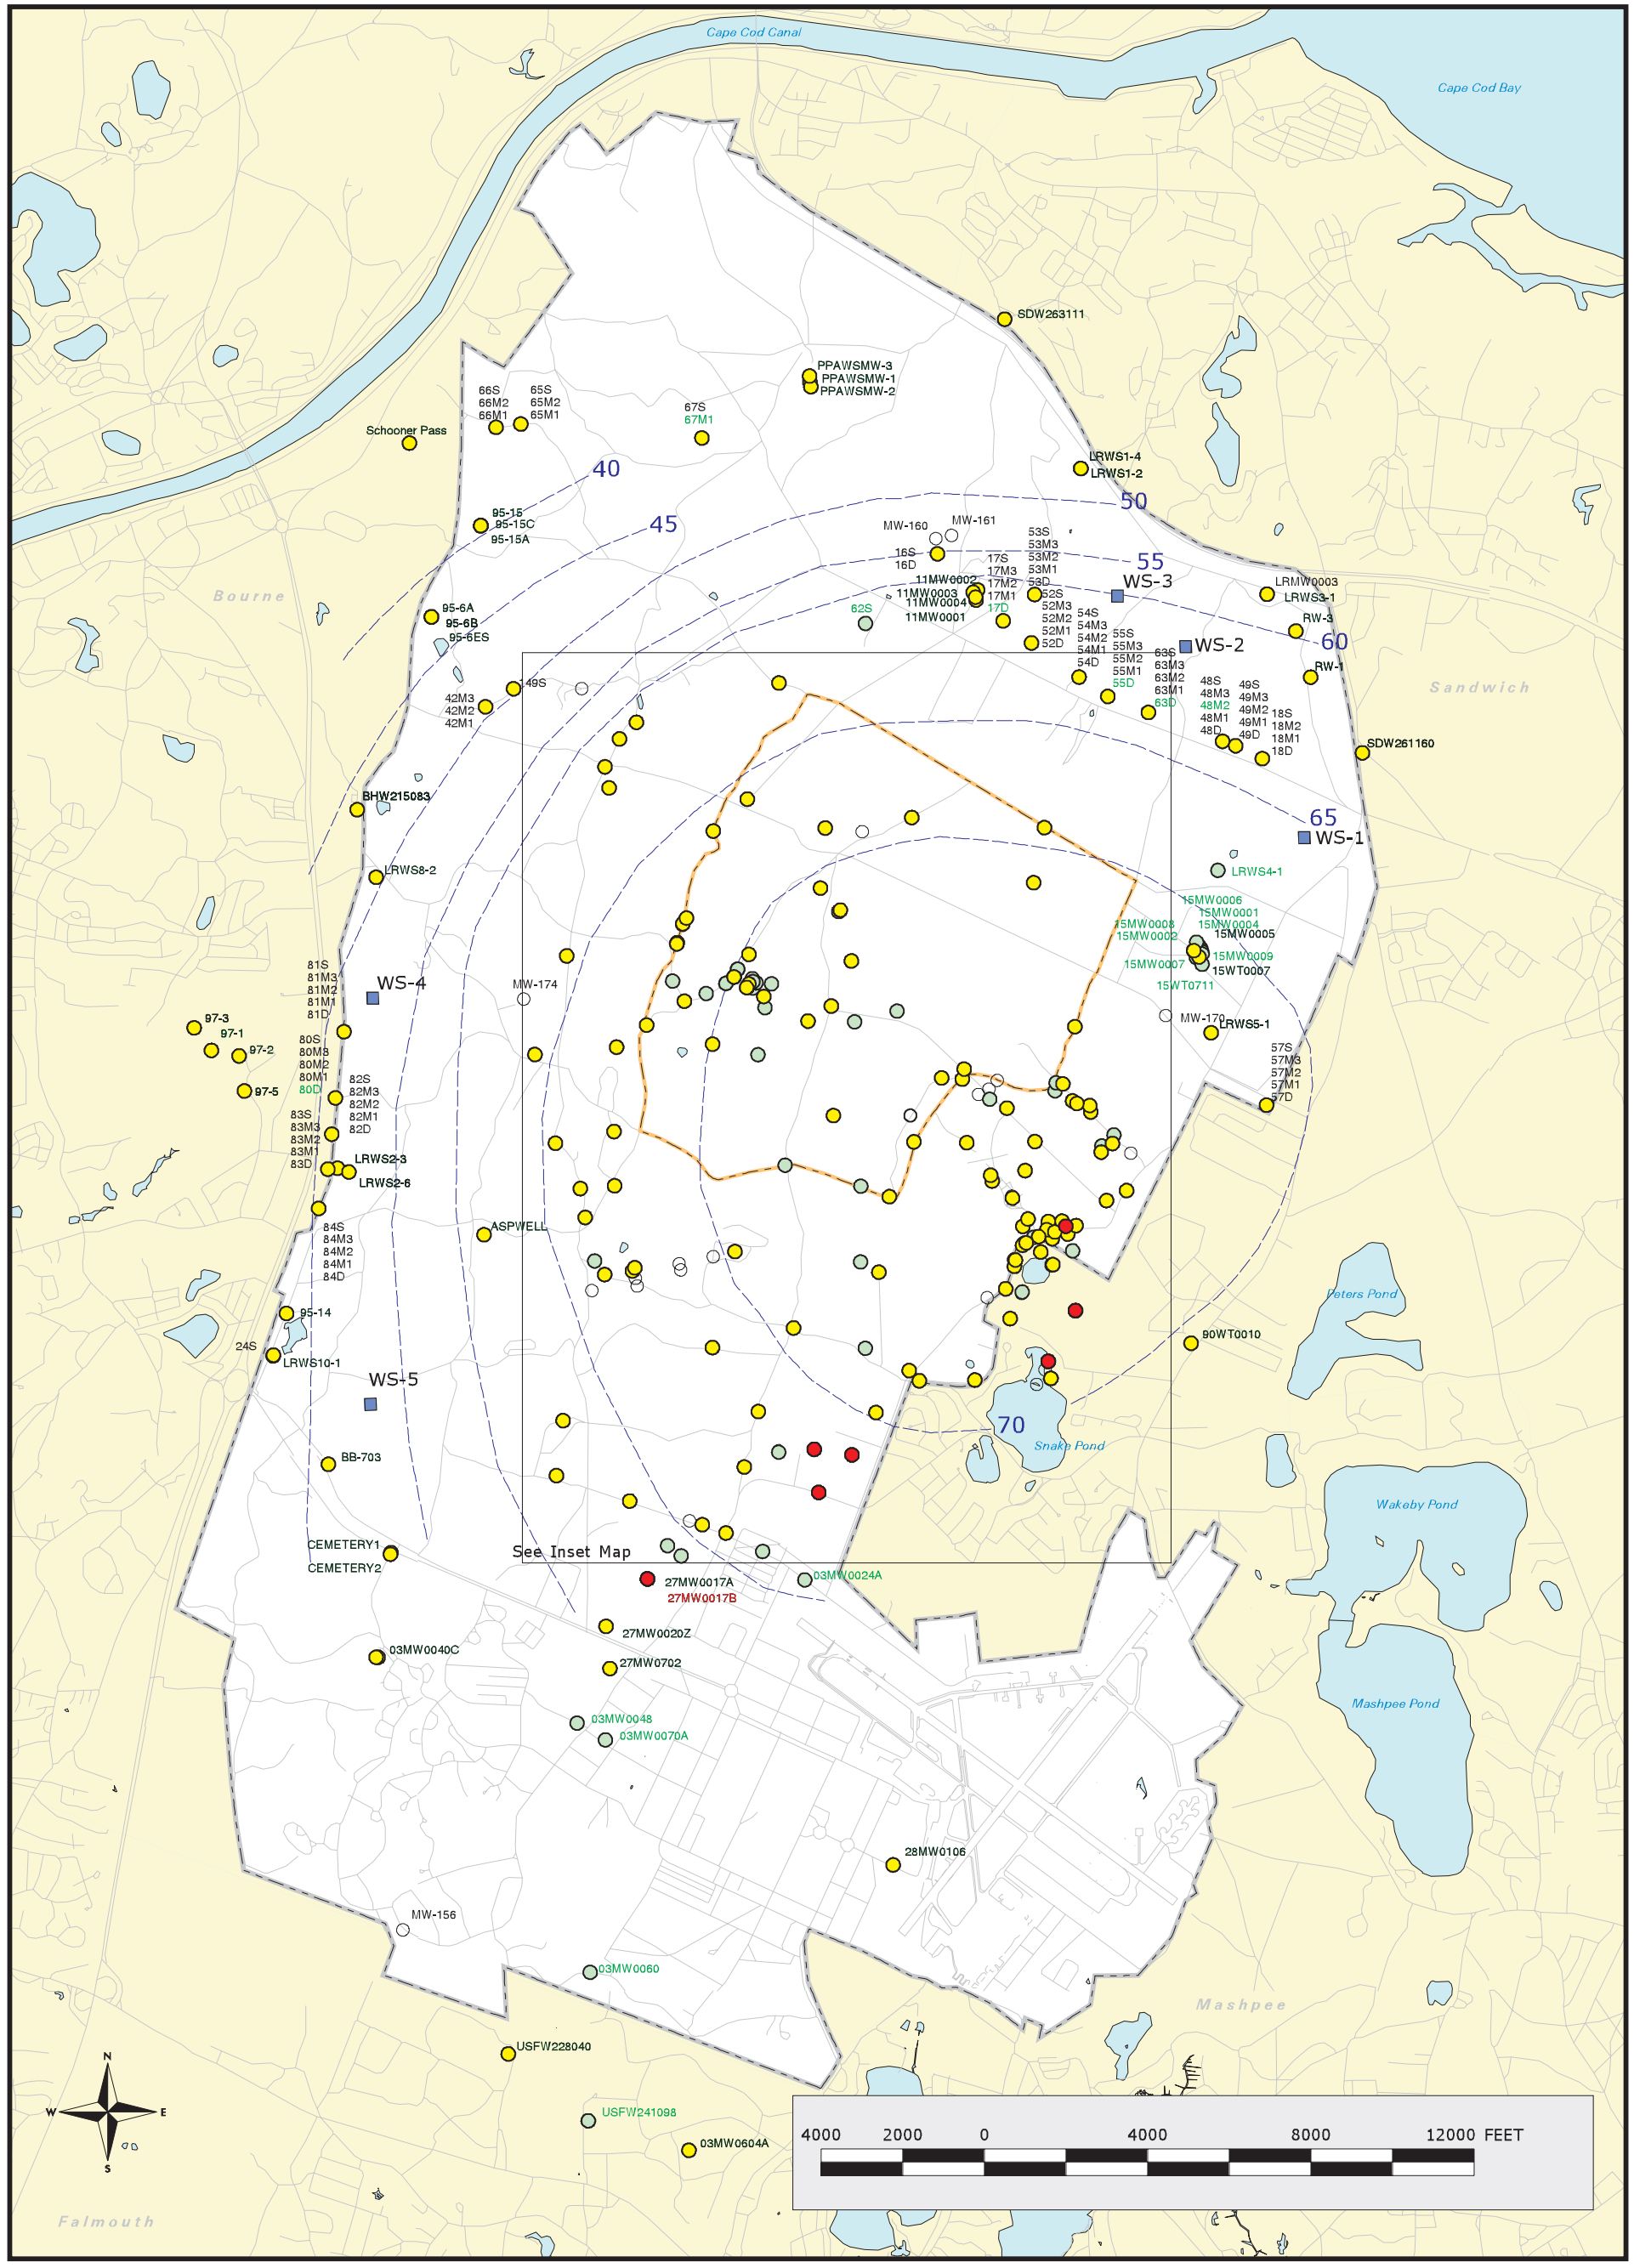 Cape Cod Canal
Cape Cod Bay
SDW263111
PPAWSMW-3
PPAWSMW-1
PPAWSMW-2
66S
66M2
66M1
65S
65M2
65M1
67S
67M1
Schooner Pass
LRWS1-4
LRWS1-2
40
50
45
95-15
95-15C
95-15A
MW-160
MW-161
16S
16D
55
53S
53M3
53M2
53M1
53D
17S
17M3
17M2
17M1
17D
11MW0002
11MW0003
11MW0004
11MW0001
WS-3
LRMW0003
LRWS3-1
Bourne
95-6A
95-6B
95-6ES
62S
52S
52M3
52M2
52M1
52D
54S
54M3
54M2
54M1
54D
55S
55M3
55M2
55M1
55D
63S
63M3
63M2
63M1
63D
RW-3
60
WS-2
RW-1
Sandwich
149S
42M3
42M2
42M1
48S
48M3
48M2
48M1
48D
49S
49M3
49M2
49M1
49D
18S
18M2
18M1
18D
SDW261160
BHW215083
65
WS-1
LRWS8-2
LRWS4-1
15MW0006
15MW0001
15MW0004
15MW0008
15MW0002
15MW0005
15MW0009
15MW0007
15WT0007
15WT0711
81S
81M3
81M2
81M1
81D
WS-4
MW-174
MW-170
LRWS5-1
97-3
97-1
97-2
97-5
80S
80M3
80M2
80M1
80D
57S
57M3
57M2
57M1
57D
82S
82M3
82M2
82M1
82D
83S
83M3
83M2
83M1
83D
LRWS2-3
LRWS2-6
ASPWELL
84S
84M3
84M2
84M1
84D
Peters Pond
95-14
90WT0010
24S
LRWS10-1
WS-5
70
Snake Pond
BB-703
Wakeby Pond
CEMETERY1
CEMETERY2
See Inset Map
27MW0017A
27MW0017B
03MW0024A
27MW0020Z
03MW0040C
27MW0702
Mashpee Pond
03MW0048
03MW0070A
28MW0106
MW-156
03MW0060
Mashpee
USFW228040
N
W
E
S
USFW241098
03MW0604A
4000
2000
0
4000
8000
12000 FEET
Falmouth